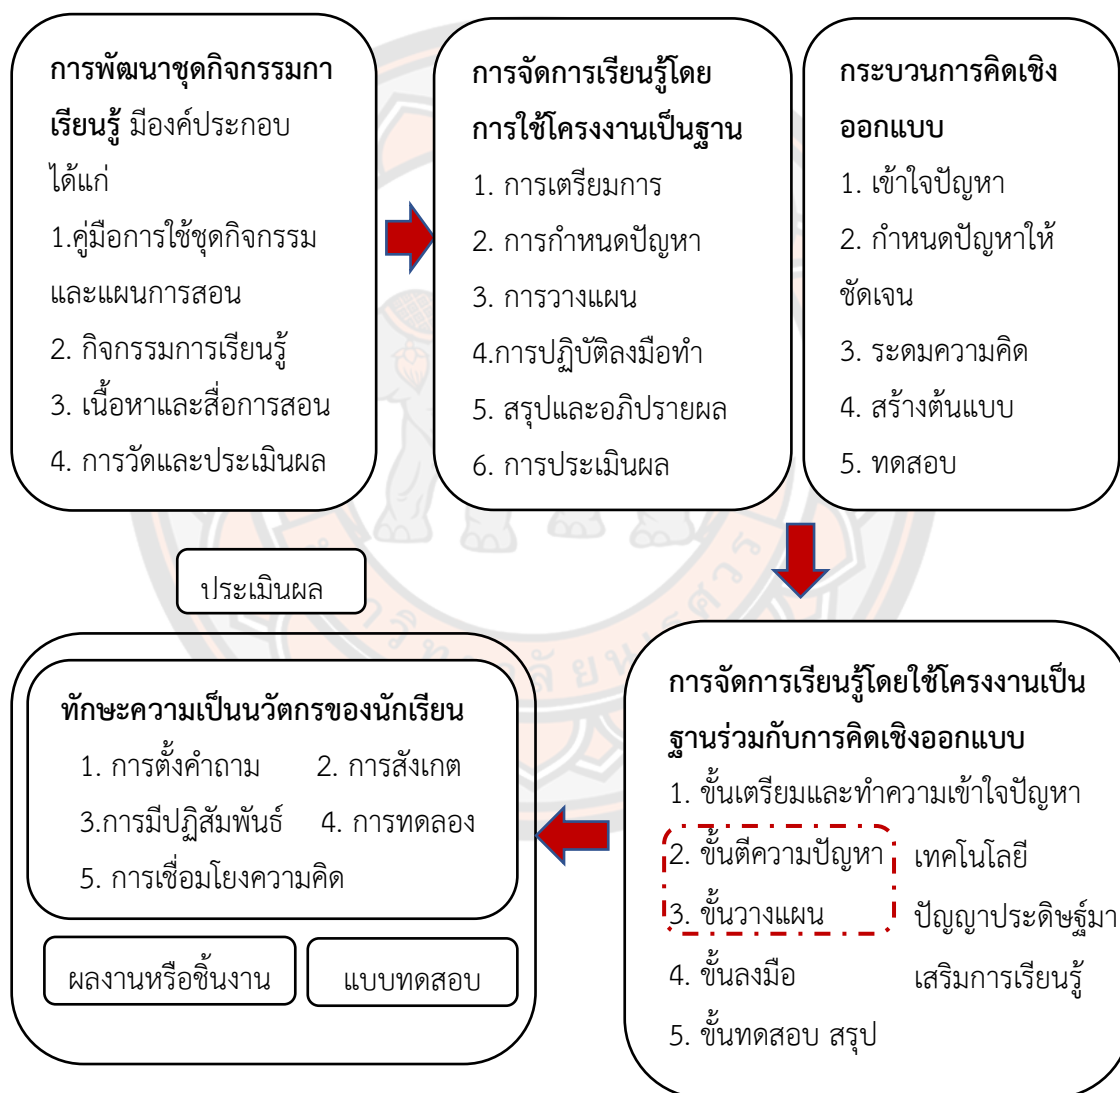 การพัฒนาชุดกิจกรรมกา
เรียนรู้ มีองค์ประกอบ
ได้แก่
1.คู่มือการใช้ชุดกิจกรรม
และแผนการสอน
2. กิจกรรมการเรียนรู้
3. เนื้อหาและสื่อการสอน
4. การวัดและประเมินผล
การจัดการเรียนรู้โดย
การใช้โครงงานเป็นฐาน
1. การเตรียมการ
2. การกำหนดปัญหา
3. การวางแผน
4.การปฏิบัติลงมือทำ
5. สรุปและอภิปรายผล
6. การประเมินผล
กระบวนการคิดเชิง
ออกแบบ
1. เข้าใจปัญหา
2. กำหนดปัญหาให้
ชัดเจน
3. ระดมความคิด
4. สร้างต้นแบบ
5. ทดสอบ
การจัดการเรียนรู้โดยใช้โครงงานเป็น
ฐานร่วมกับการคิดเชิงออกแบบ
1. ขั้นเตรียมและทำความเข้าใจปัญหา
2. ขั้นตีความปัญหา
3. ขั้นวางแผน
4. ขั้นลงมือ
5. ขั้นทดสอบ สรุป
เทคโนโลยี
ปัญญาประดิษฐ์มา
เสริมการเรียนรู้
ประเมินผล
ทักษะความเป็นนวัตกรของนักเรียน
1. การตั้งคำถาม 2. การสังเกต
3.การมีปฏิสัมพันธ์ 4. การทดลอง
5. การเชื่อมโยงความคิด
ผลงานหรือชิ้นงาน
แบบทดสอบ